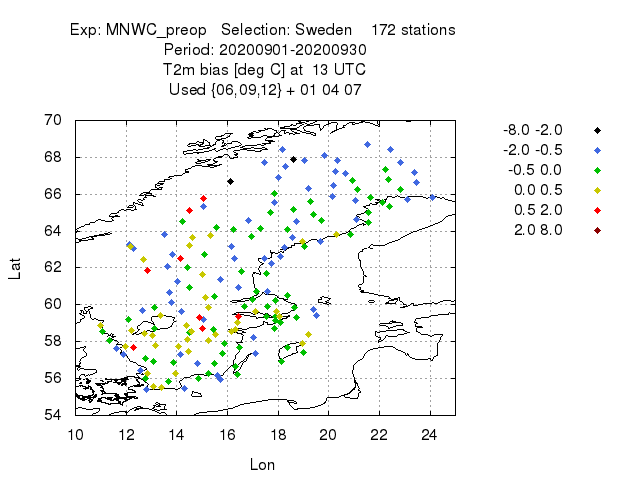 Exp: MNWC_preop Selection: Sweden 172 stations
Period: 20200901-20200930
T2m bias [deg C] at 13 UTC
Used {06,09,12} + 01 04 07
70
68
66
64
62
60
58
56
54
Lat
10 12 14 16 18 20 22 24
Lon
-8.0 -2.0
-2.0 -0.5
-0.5 0.0
0.0 0.5
0.5 2.0
2.0 8.0